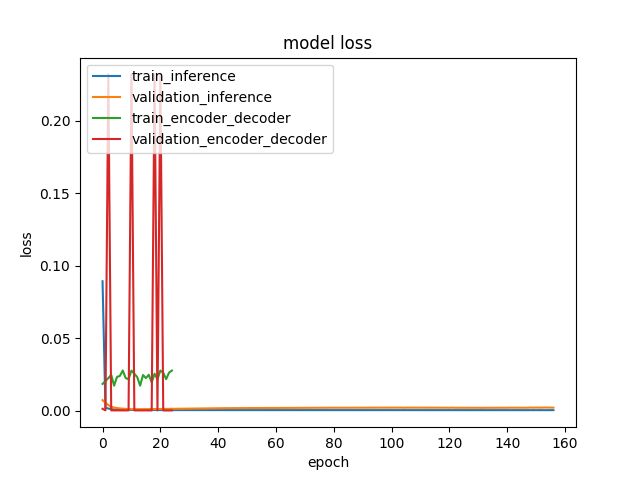 model loss
train_inference
validation_inference
train_encoder_decoder
validation_encoder_decoder
0.20
0.15
0.10
0.05
0.00
loss
0 20 40 60 80 100 120 140 160
epoch